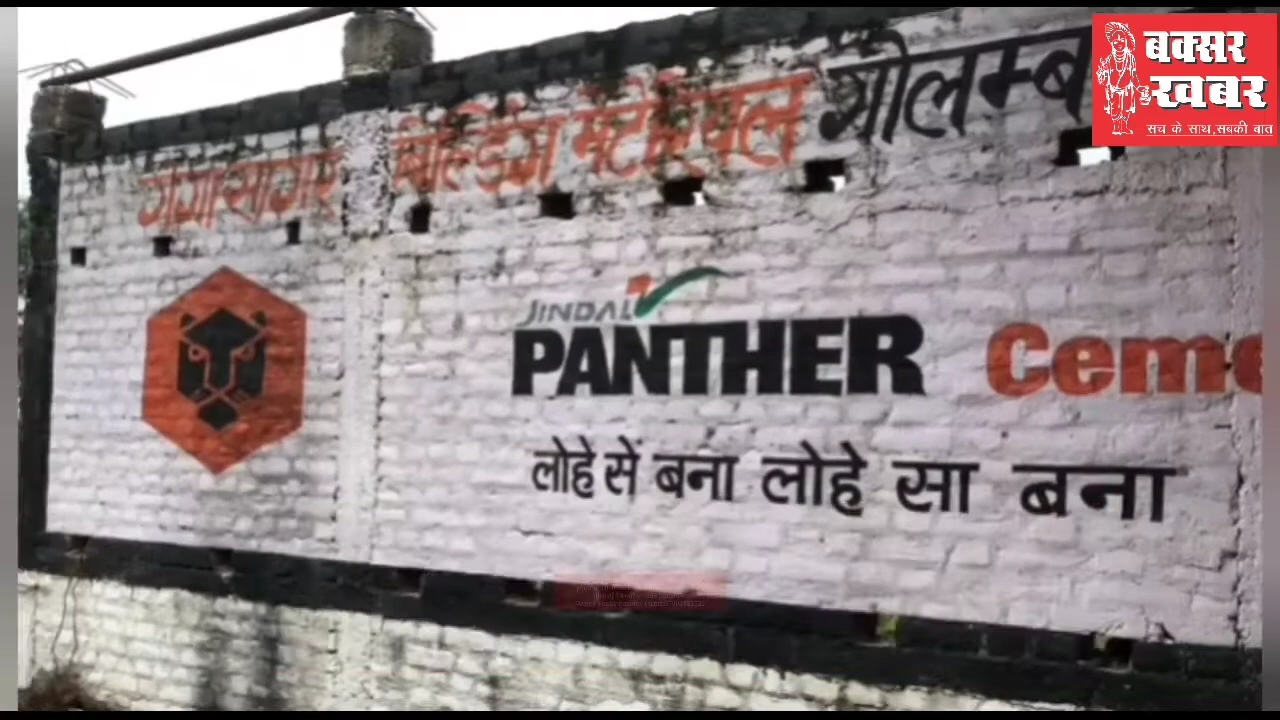 बक्सर
खबर
सच के साथ,सबकी बात
गंगासागर बिल्डिंग मटेरियल गोलम्ब
JINDAL
PANTHER Ceme
लोहे सें बना लोहे सा बना